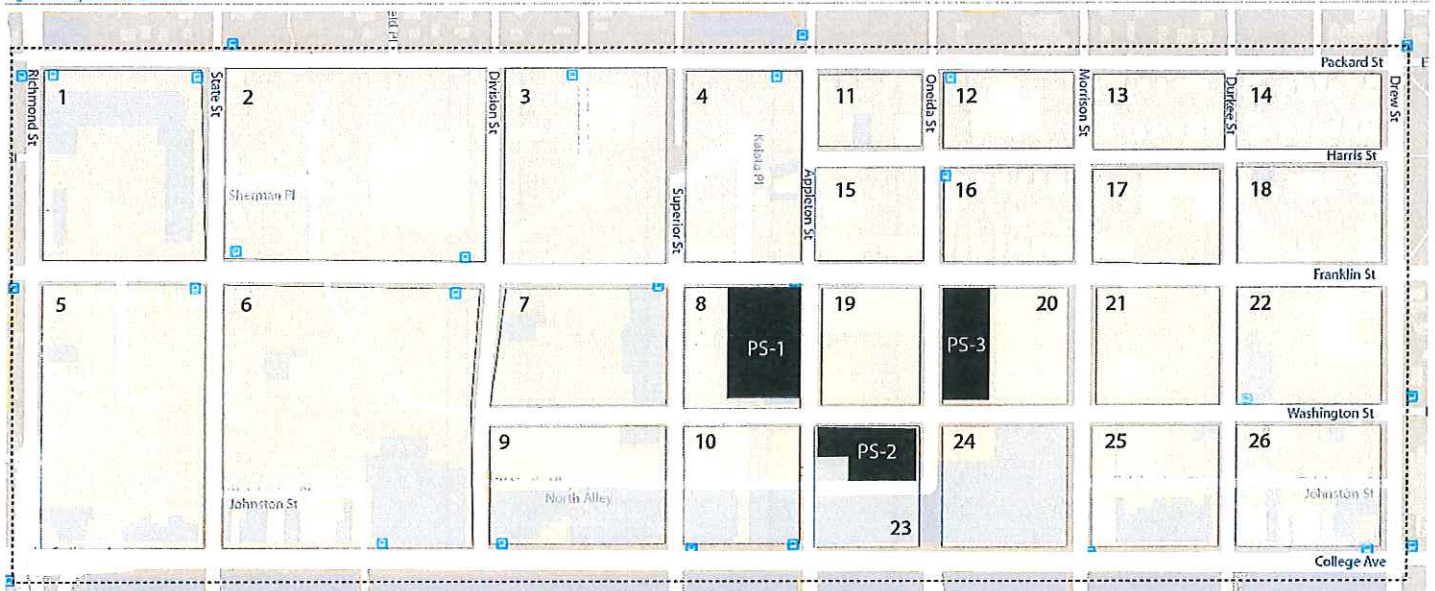 Packard St
Richmond St
1
State St
2
Division St
3
4
11
Oneida St
12
Morrison St
13
Durkee St
14
Drew St
Harris St
Sherman Pl
Superior St
Appleton St
15
16
17
18
Franklin St
5
6
7
8
PS-1
19
PS-3
20
21
22
Washington St
9
10
PS-2
24
25
26
Johnston St
North Alley
Johnston St
23
College Ave